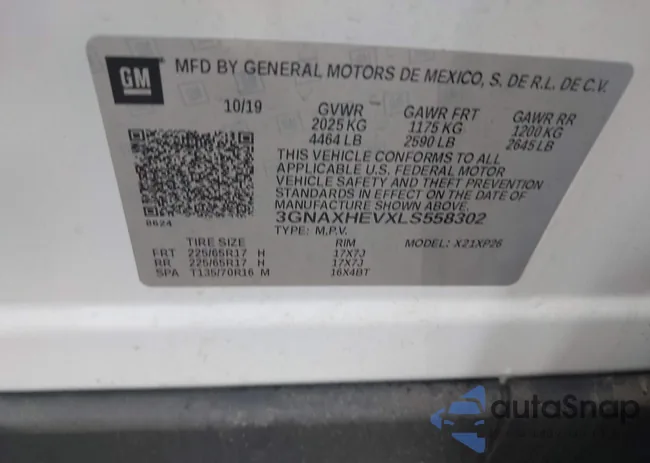 GM MFD BY GENERAL MOTORS DE MEXICO, S. DE R.L. DE C.V.
10/19 GVWR GAWR FRT GAWR RR
2025 KG 1175 KG 1200 KG
4464 LB 2590 LB 2645 LB
THIS VEHICLE CONFORMS TO ALL
APPLICABLE U.S. FEDERAL MOTOR
VEHICLE SAFETY AND THEFT PREVENTION
STANDARDS IN EFFECT ON THE DATE OF
MANUFACTURE SHOWN ABOVE.
3GNAXHEVXLS558302
8624
TYPE: M.P.V. MODEL: X21XP26
TIRE SIZE RIM
FRT 225/65R17 H 17X7J
RR 225/65R17 H 17X7J
SPA T135/70R16 M 16X4BT
autoSnap